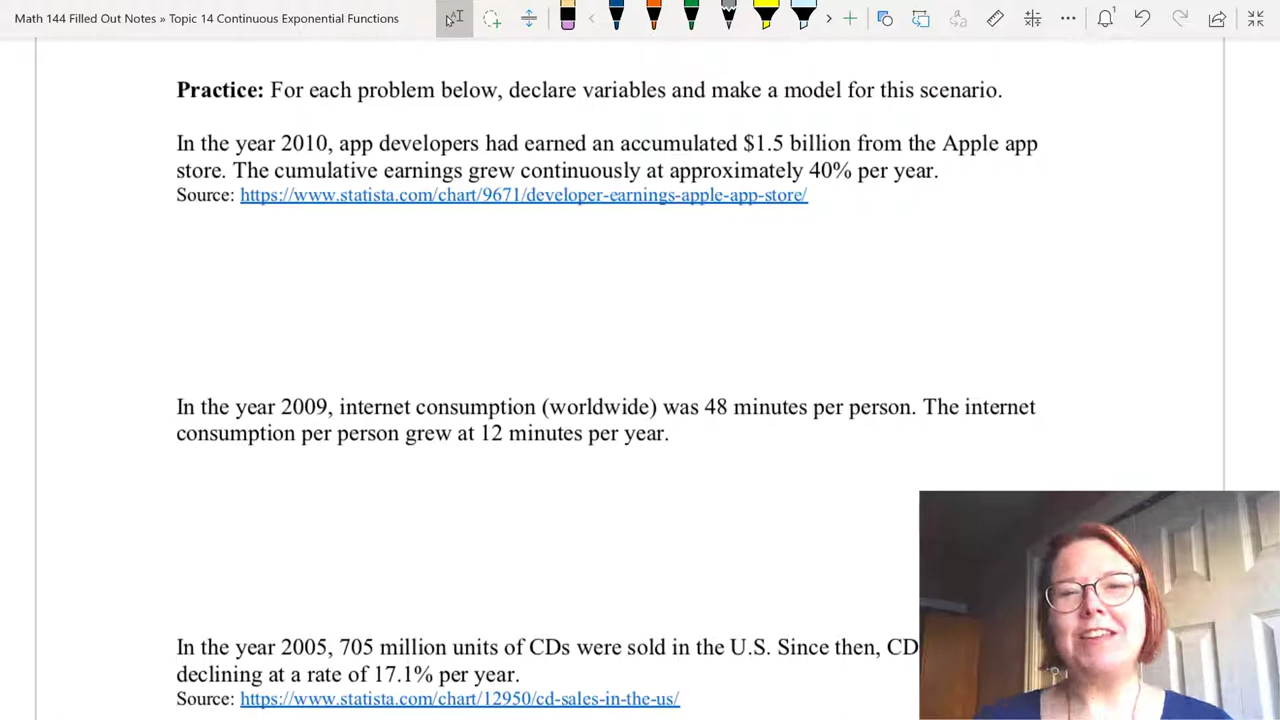 Math 144 Filled Out Notes » Topic 14 Continuous Exponential Functions
Practice: For each problem below, declare variables and make a model for this scenario.
In the year 2010, app developers had earned an accumulated $1.5 billion from the Apple app
store. The cumulative earnings grew continuously at approximately 40% per year.
Source: https://www.statista.com/chart/9671/developer-earnings-apple-app-store/
In the year 2009, internet consumption (worldwide) was 48 minutes per person. The internet
consumption per person grew at 12 minutes per year.
In the year 2005, 705 million units of CDs were sold in the U.S. Since then, CD
declining at a rate of 17.1% per year.
Source: https://www.statista.com/chart/12950/cd-sales-in-the-us/